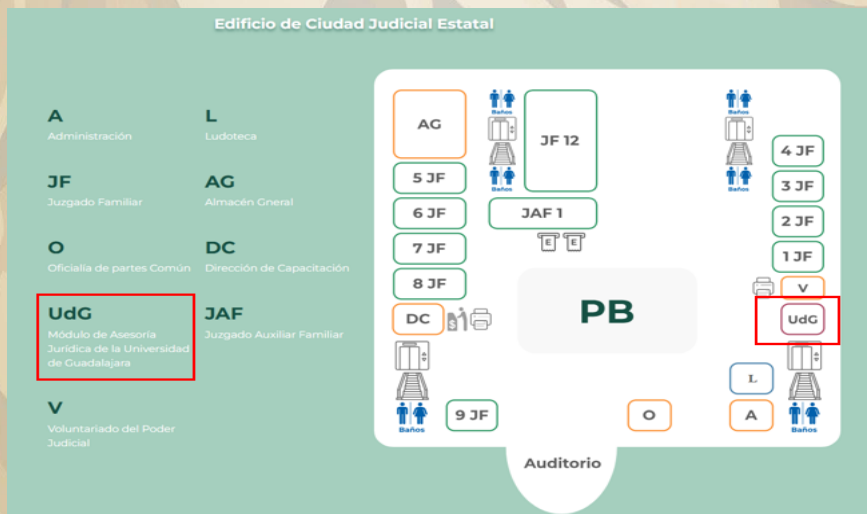 Edificio de Ciudad Judicial Estatal
A
Administración
L
Ludoteca
JF
Juzgado Familiar
AG
Almacén Gneral
O
Oficialía de partes Común
DC
Dirección de Capacitación
UdG
Módulo de Asesoría
Jurídica de la Universidad
de Guadalajara
JAF
Juzgado Auxiliar Familiar
V
Voluntariado del Poder
Judicial
AG
Baños
Baños
JF 12
Baños
Baños
4 JF
5 JF
3 JF
6 JF
JAF 1
2 JF
7 JF
E E
1 JF
8 JF
V
DC
$
PB
UdG
L
Baños
9 JF
O
A
Baños
Auditorio